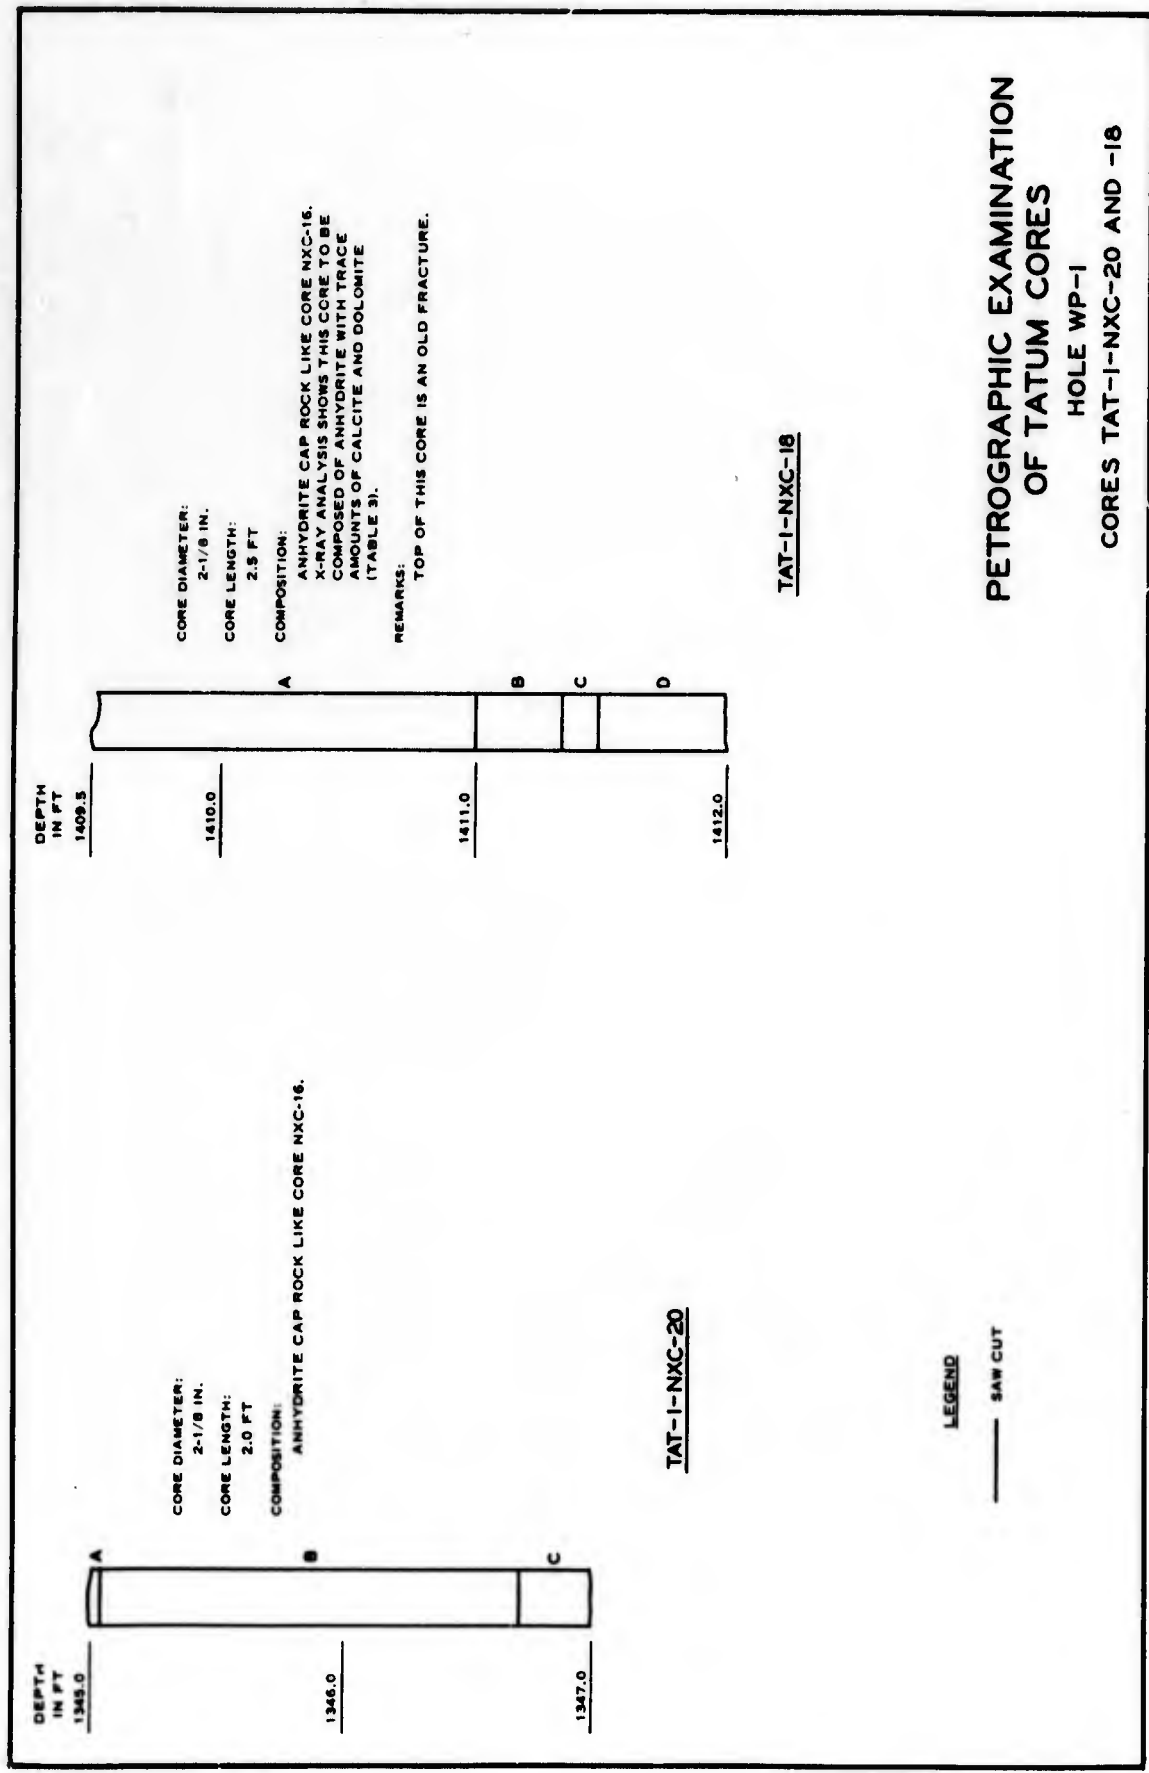 DEPTH
IN FT
1345.0
1346.0
1347.0
A
B
C
CORE DIAMETER:
2-1/8 IN.
CORE LENGTH:
2.0 FT
COMPOSITION:
ANHYDRITE CAP ROCK LIKE CORE NXC-16.
TAT-1-NXC-20
DEPTH
IN FT
1409.5
1410.0
1411.0
1412.0
A
B
C
D
CORE DIAMETER:
2-1/8 IN.
CORE LENGTH:
2.5 FT
COMPOSITION:
ANHYDRITE CAP ROCK LIKE CORE NXC-16.
X-RAY ANALYSIS SHOWS THIS CORE TO BE
COMPOSED OF ANHYDRITE WITH TRACE
AMOUNTS OF CALCITE AND DOLOMITE
(TABLE 3).
REMARKS:
TOP OF THIS CORE IS AN OLD FRACTURE.
TAT-1-NXC-18
LEGEND
SAW CUT
PETROGRAPHIC EXAMINATION
OF TATUM CORES
HOLE WP-1
CORES TAT-1-NXC-20 AND -18